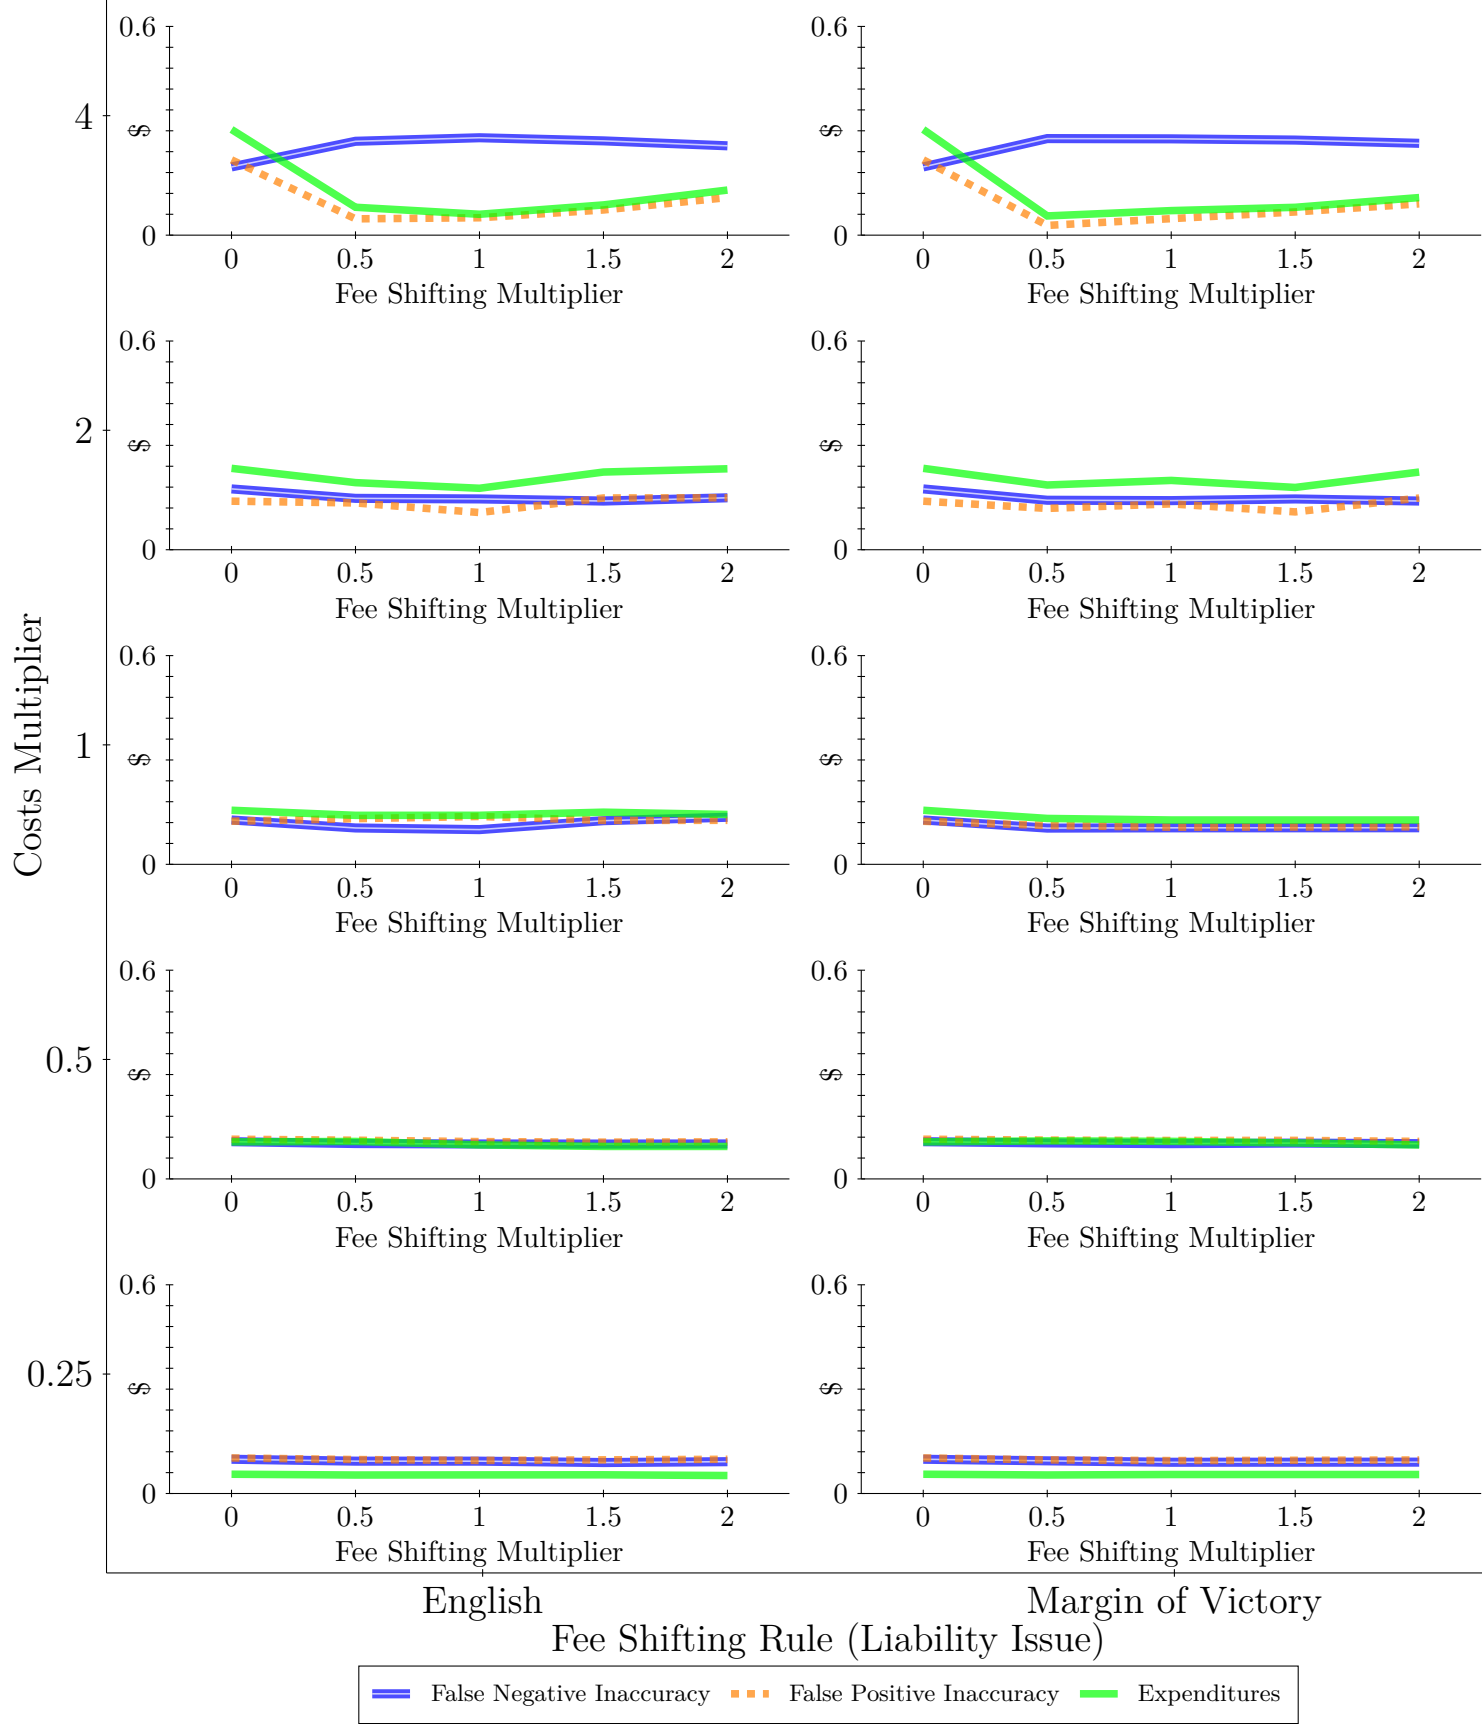 0.6
4
$
0
0 0.5 1 1.5 2
Fee Shifting Multiplier
0.6
$
0
0 0.5 1 1.5 2
Fee Shifting Multiplier
0.6
2
$
0
0 0.5 1 1.5 2
Fee Shifting Multiplier
0.6
$
0
0 0.5 1 1.5 2
Fee Shifting Multiplier
Costs Multiplier
0.6
1
$
0
0 0.5 1 1.5 2
Fee Shifting Multiplier
0.6
$
0
0 0.5 1 1.5 2
Fee Shifting Multiplier
0.6
0.5
$
0
0 0.5 1 1.5 2
Fee Shifting Multiplier
0.6
$
0
0 0.5 1 1.5 2
Fee Shifting Multiplier
0.6
0.25
$
0
0 0.5 1 1.5 2
Fee Shifting Multiplier
0.6
$
0
0 0.5 1 1.5 2
Fee Shifting Multiplier
English
Margin of Victory
Fee Shifting Rule (Liability Issue)
False Negative Inaccuracy False Positive Inaccuracy Expenditures